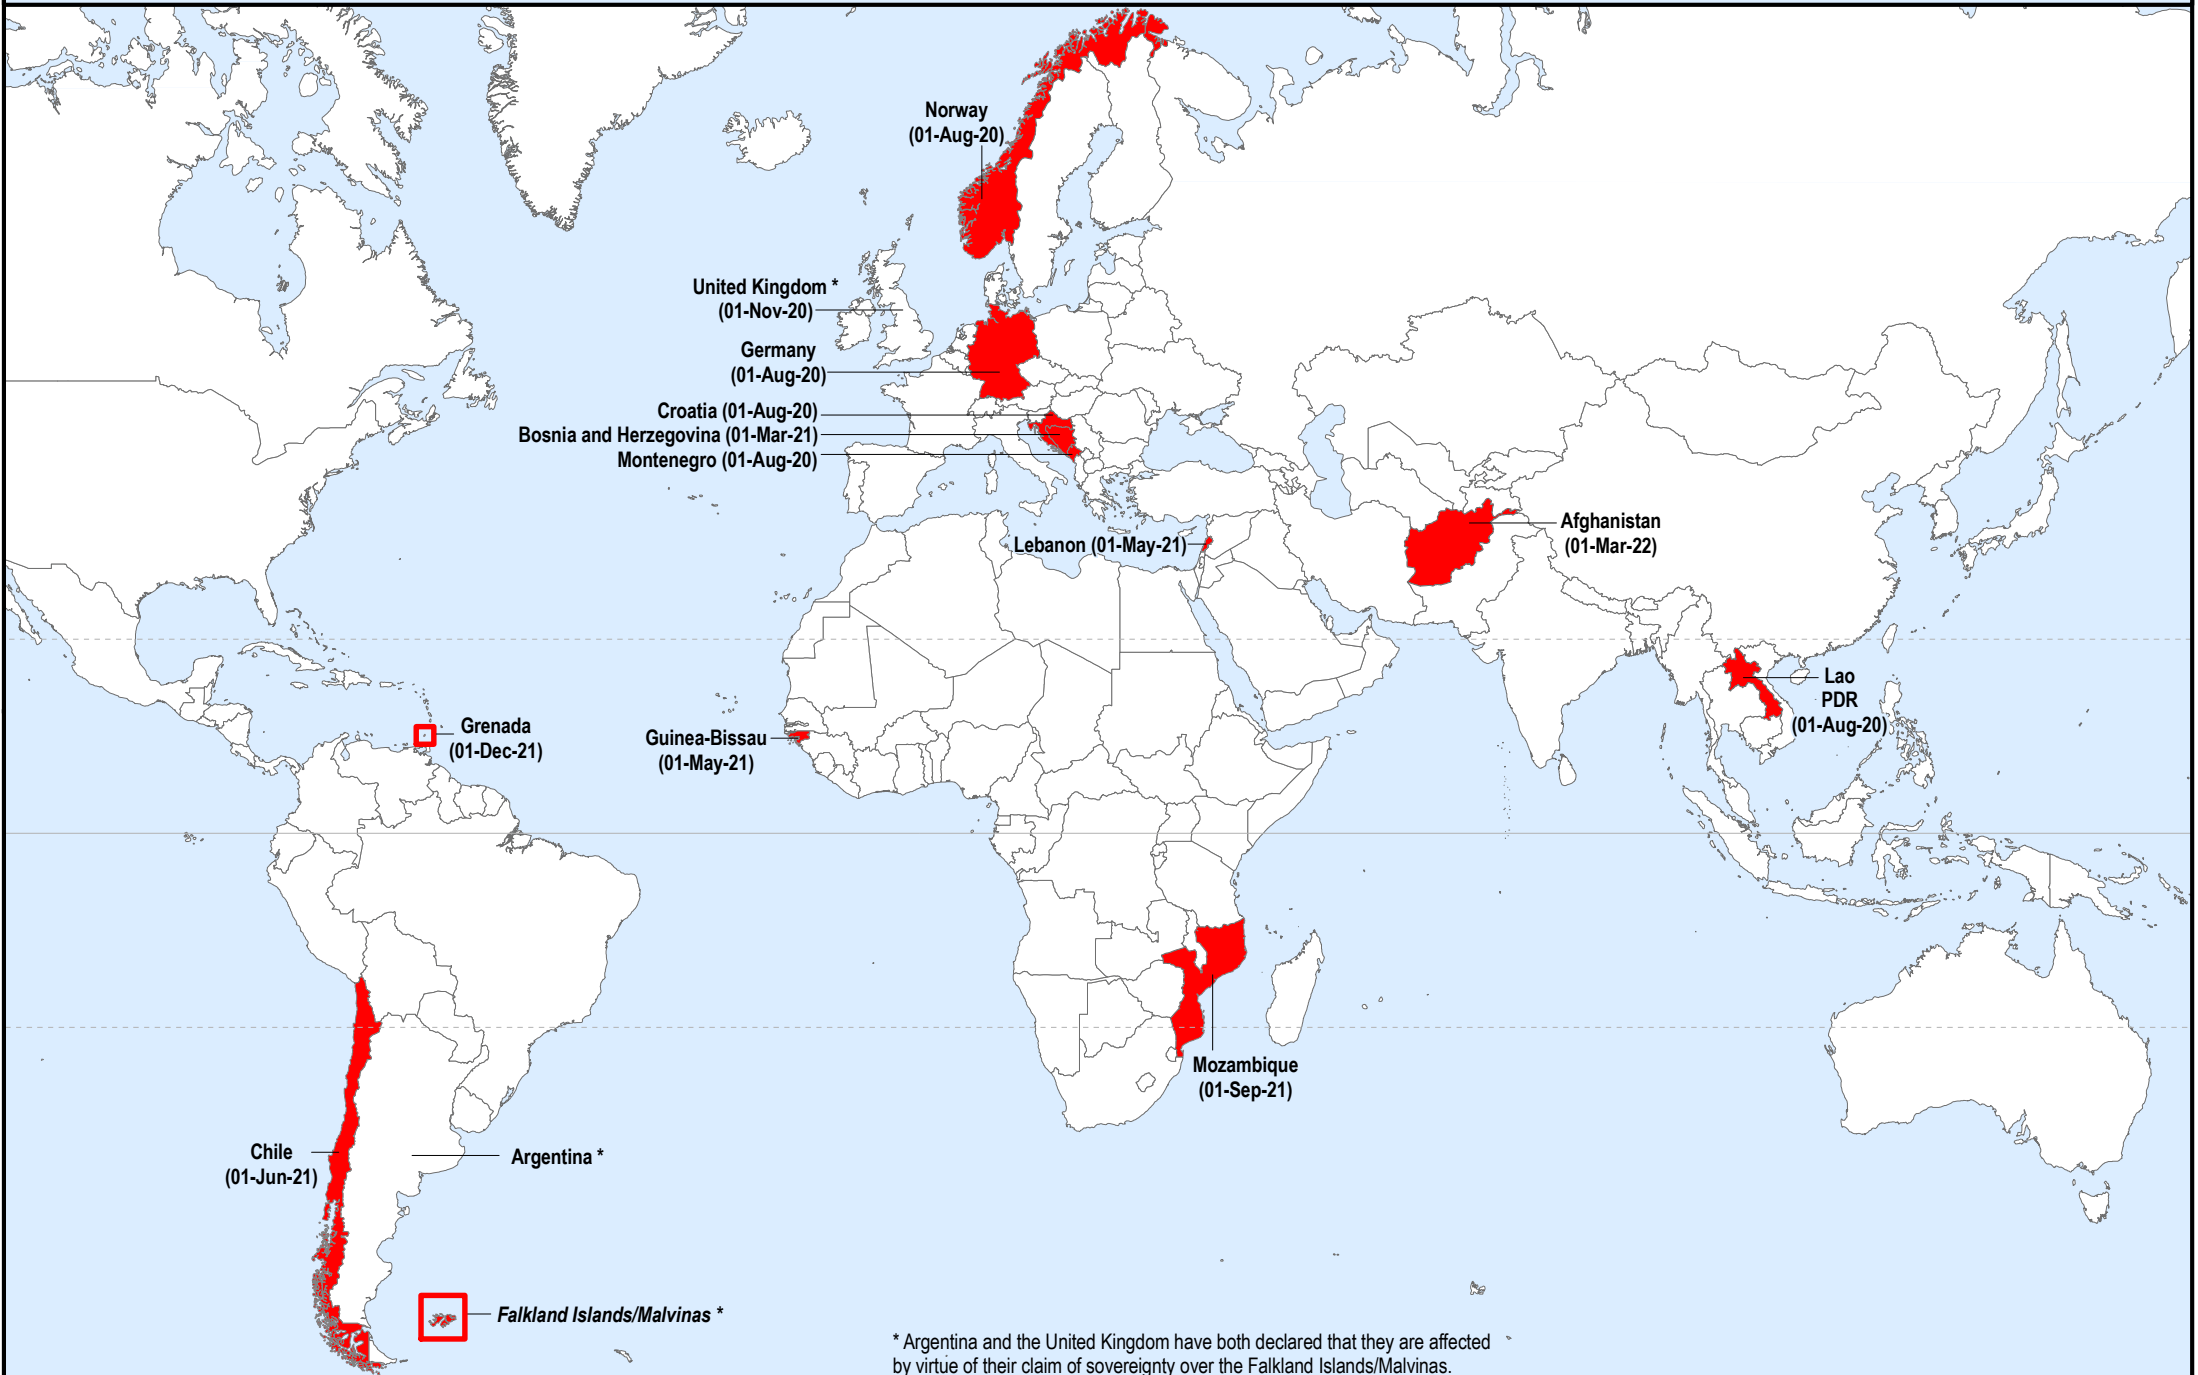 Norway
(01-Aug-20)
United Kingdom *
(01-Nov-20)
Germany
(01-Aug-20)
Croatia (01-Aug-20)
Bosnia and Herzegovina (01-Mar-21)
Montenegro (01-Aug-20)
Lebanon (01-May-21)
Afghanistan
(01-Mar-22)
Lao
PDR
(01-Aug-20)
Grenada
(01-Dec-21)
Guinea-Bissau
(01-May-21)
Mozambique
(01-Sep-21)
Chile
(01-Jun-21)
Argentina *
Falkland Islands/Malvinas *
* Argentina and the United Kingdom have both declared that they are affected
by virtue of their claim of sovereignty over the Falkland Islands/Malvinas.